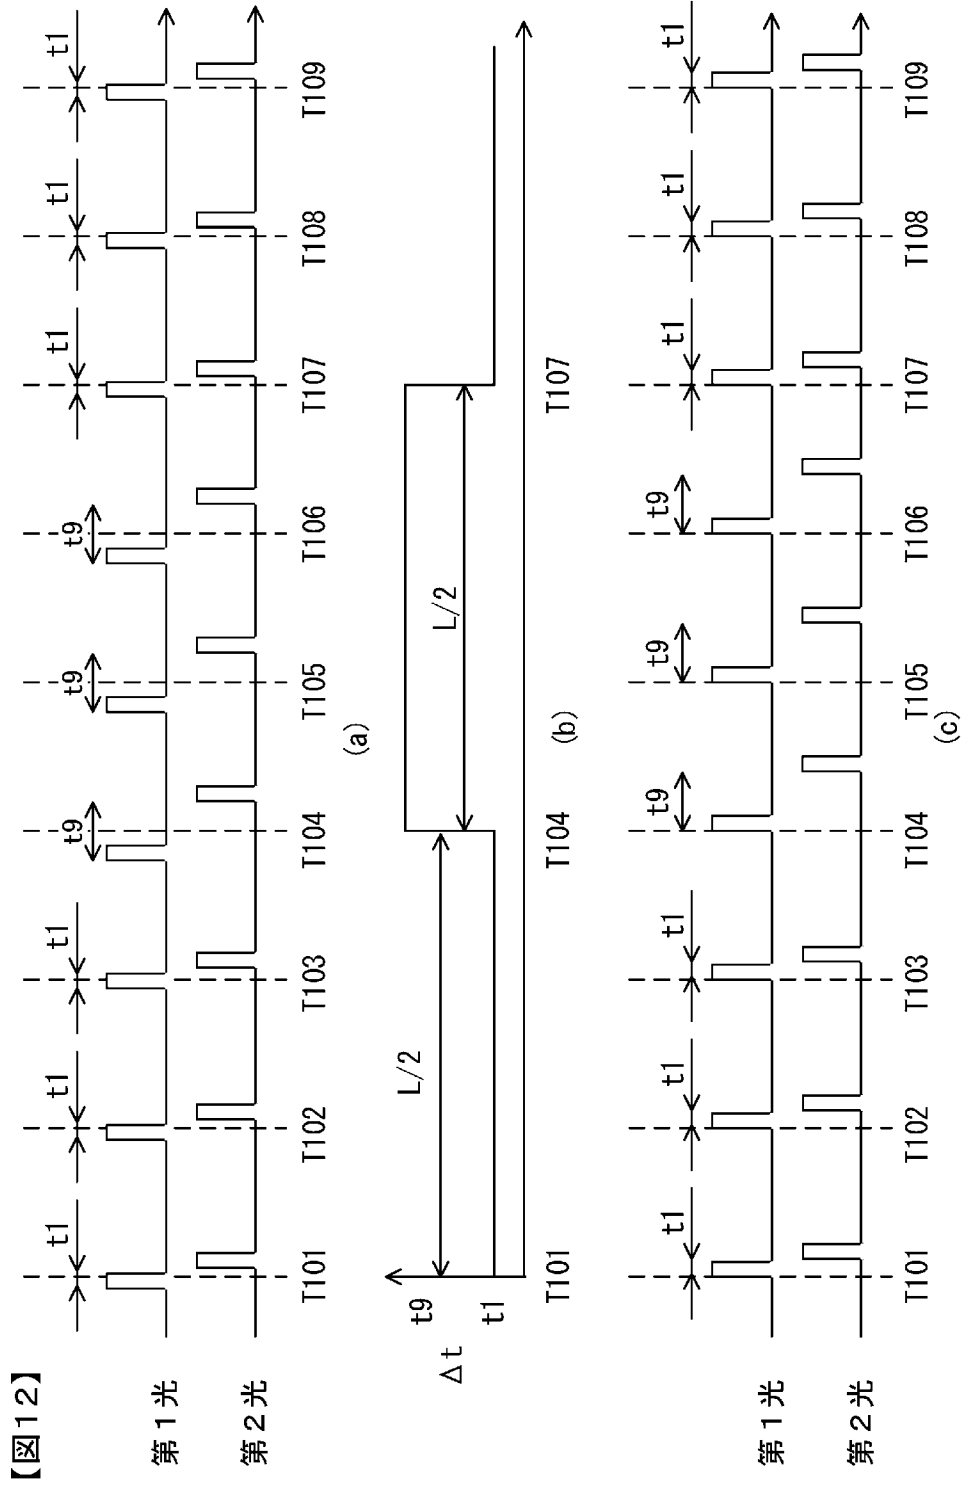 【図12】
t1 t1 t1 t9 t9 t9 t1 t1 t1
第1光
第2光
T101 T102 T103 T104 T105 T106 T107 T108 T109
(a)
Δt
t9
t1
L/2
L/2
T101 T104 T107
(b)
t1 t1 t1 t9 t9 t9 t1 t1 t1
第1光
第2光
T101 T102 T103 T104 T105 T106 T107 T108 T109
(c)